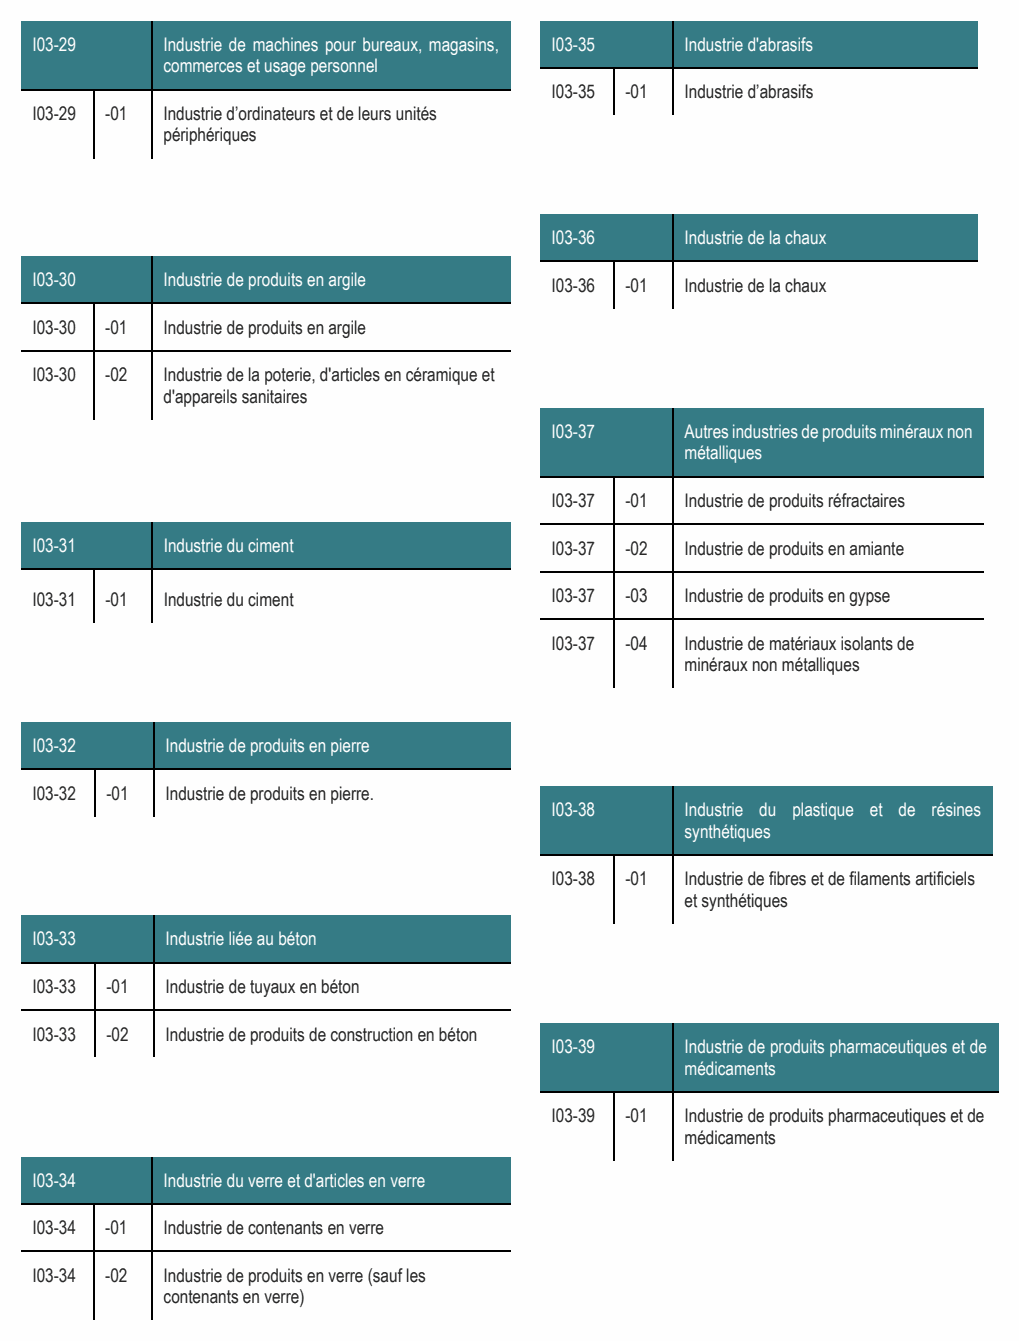 I03-29 Industrie de machines pour bureaux, magasins,
commerces et usage personnel
I03-29 -01 Industrie d’ordinateurs et de leurs unités
périphériques
I03-30 Industrie de produits en argile
I03-30 -01 Industrie de produits en argile
I03-30 -02 Industrie de la poterie, d'articles en céramique et
d'appareils sanitaires
I03-31 Industrie du ciment
I03-31 -01 Industrie du ciment
I03-32 Industrie de produits en pierre
I03-32 -01 Industrie de produits en pierre.
I03-33 Industrie liée au béton
I03-33 -01 Industrie de tuyaux en béton
I03-33 -02 Industrie de produits de construction en béton
I03-34 Industrie du verre et d'articles en verre
I03-34 -01 Industrie de contenants en verre
I03-34 -02 Industrie de produits en verre (sauf les
contenants en verre)
I03-35 Industrie d'abrasifs
I03-35 -01 Industrie d’abrasifs
I03-36 Industrie de la chaux
I03-36 -01 Industrie de la chaux
I03-37 Autres industries de produits minéraux non
métalliques
I03-37 -01 Industrie de produits réfractaires
I03-37 -02 Industrie de produits en amiante
I03-37 -03 Industrie de produits en gypse
I03-37 -04 Industrie de matériaux isolants de
minéraux non métalliques
I03-38 Industrie du plastique et de résines
synthétiques
I03-38 -01 Industrie de fibres et de filaments artificiels
et synthétiques
I03-39 Industrie de produits pharmaceutiques et de
médicaments
I03-39 -01 Industrie de produits pharmaceutiques et de
médicaments